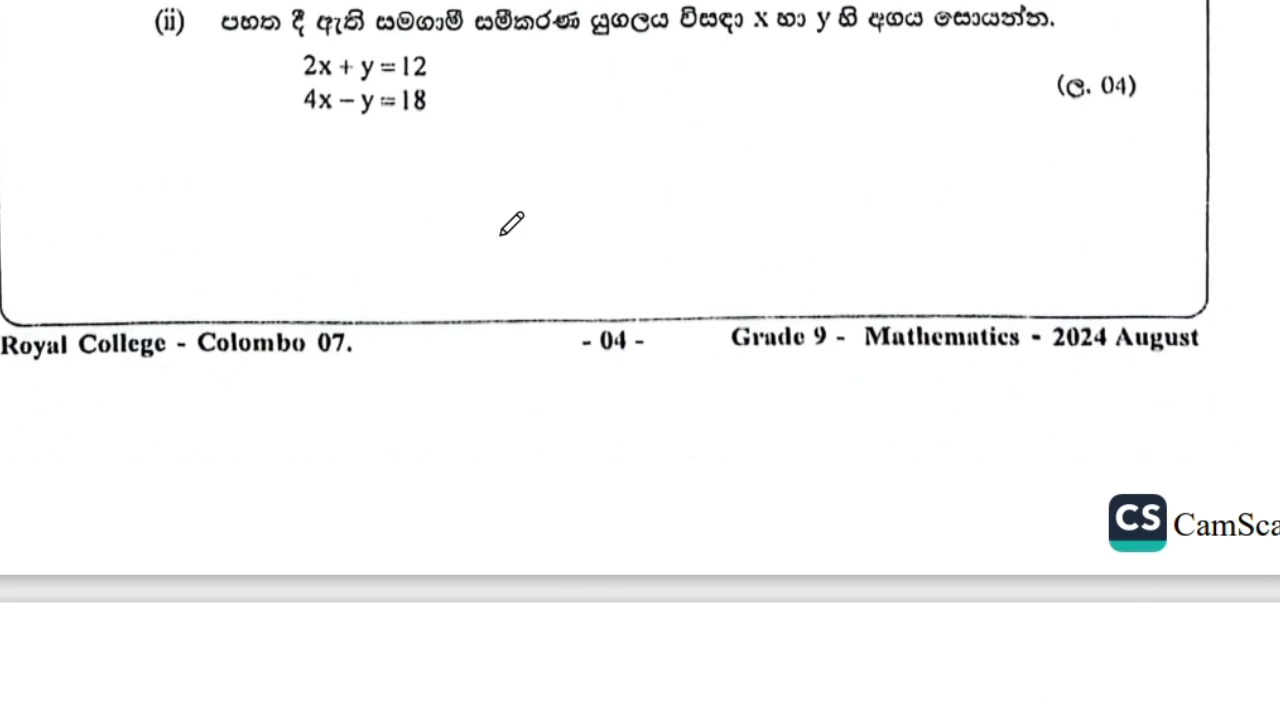 (ii) පහත දී ඇති සමගාමී සමීකරණ යුගලය විසඳා x හා y හි අගය සොයන්න.
2x + y = 12
4x – y = 18
(ල. 04)
Royal College - Colombo 07. - 04 - Grade 9 - Mathematics - 2024 August
CS CamSca